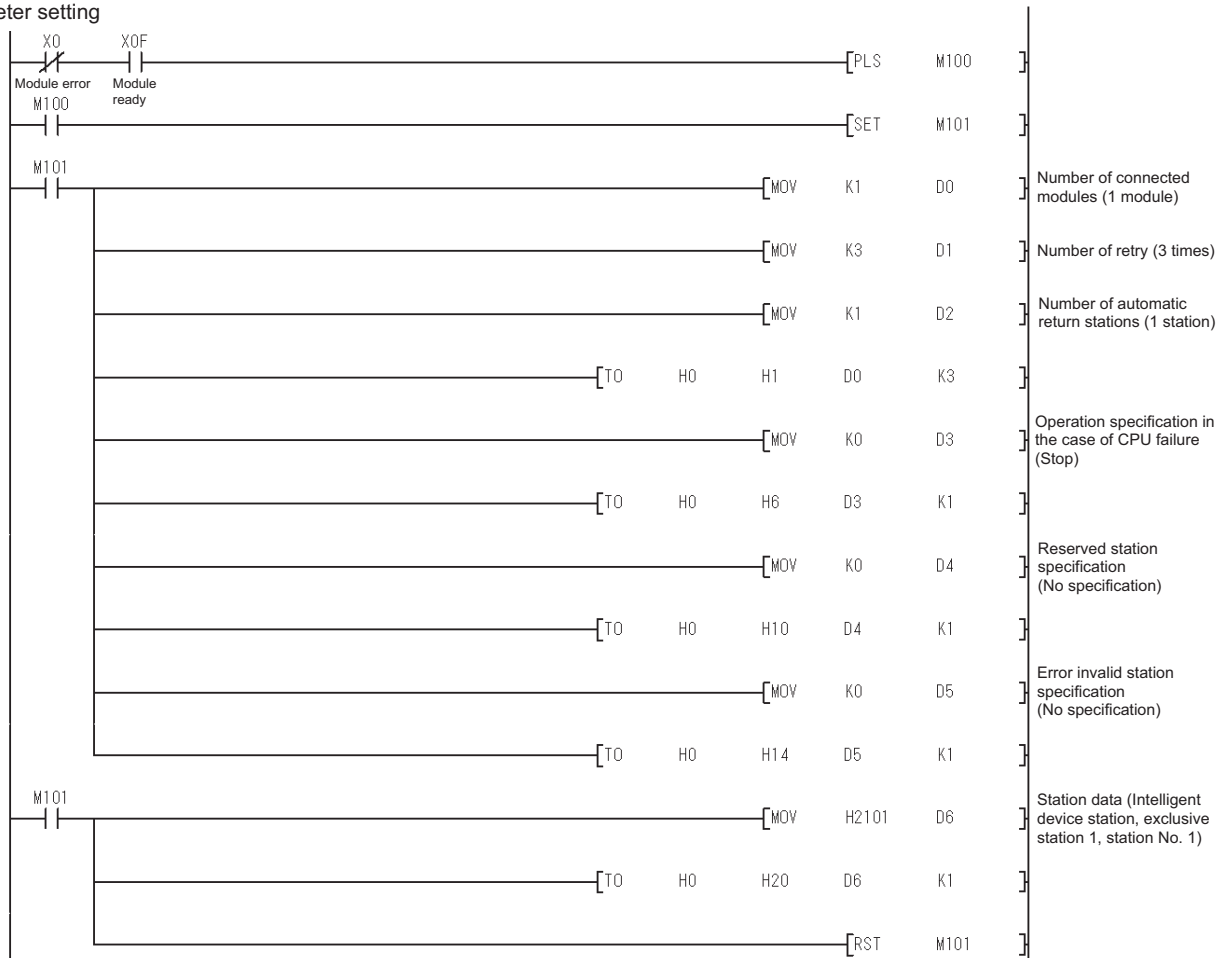 eter setting
X0 X0F
PLS M100
Module error Module ready
M100
SET M101
M101
MOV K1 D0
Number of connected
modules (1 module)
MOV K3 D1
Number of retry (3 times)
MOV K1 D2
Number of automatic
return stations (1 station)
TO H0 H1 D0 K3
MOV K0 D3
Operation specification in
the case of CPU failure
(Stop)
TO H0 H6 D3 K1
MOV K0 D4
Reserved station
specification
(No specification)
TO H0 H10 D4 K1
MOV K0 D5
Error invalid station
specification
(No specification)
TO H0 H14 D5 K1
M101
MOV H2101 D6
Station data (Intelligent
device station, exclusive
station 1, station No. 1)
TO H0 H20 D6 K1
RST M101